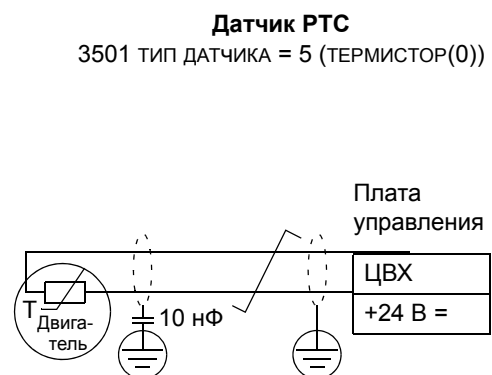 Датчик PTC
3501 ТИП ДАТЧИКА = 5 (ТЕРМИСТОР(0))
Плата
управления
ЦВХ
+24 В =
T
Двига-
тель
10 нФ